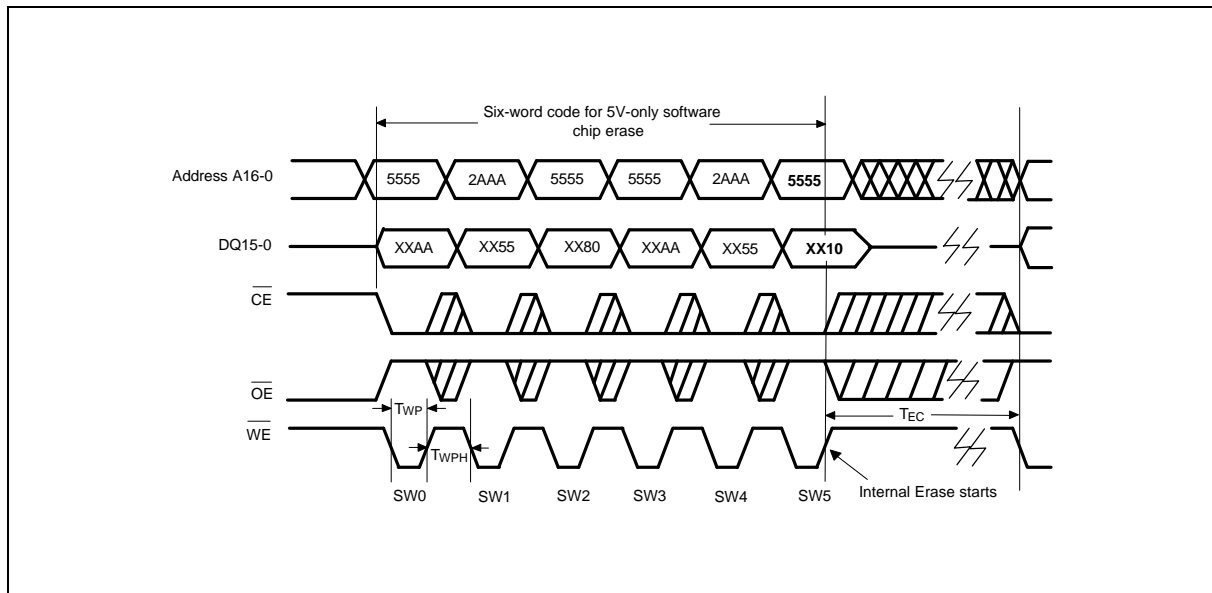 Six-word code for 5V-only software
chip erase
Address A16-0
5555
2AAA
5555
5555
2AAA
5555
DQ15-0
XXAA
XX55
XX80
XXAA
XX55
XX10
CE
OE
TWP
TEC
WE
TWPH
Internal Erase starts
SW0
SW1
SW2
SW3
SW4
SW5